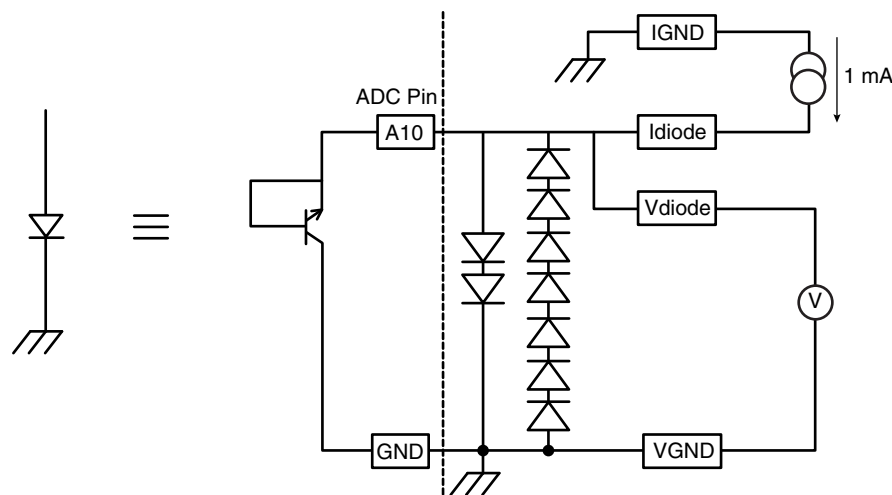 IGND
1 mA
ADC Pin
A10
Idiode
Vdiode
V
GND
VGND